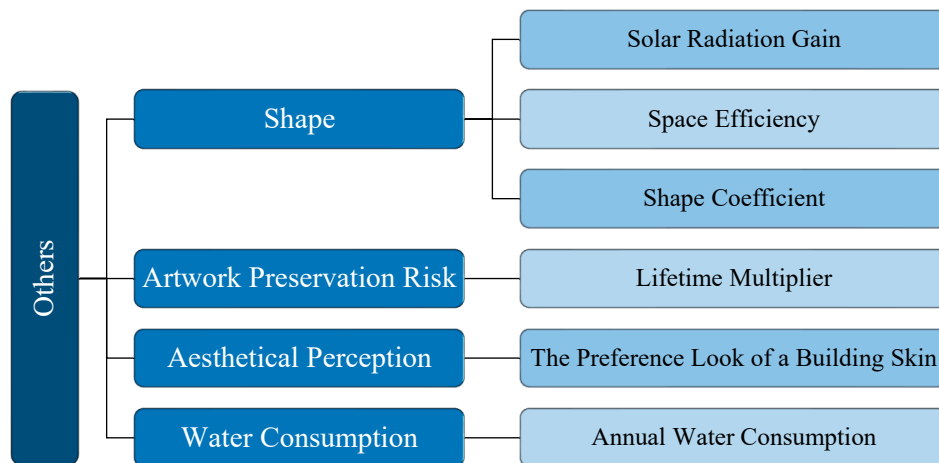 Others
Shape
Solar Radiation Gain
Space Efficiency
Shape Coefficient
Artwork Preservation Risk
Lifetime Multiplier
Aesthetical Perception
The Preference Look of a Building Skin
Water Consumption
Annual Water Consumption